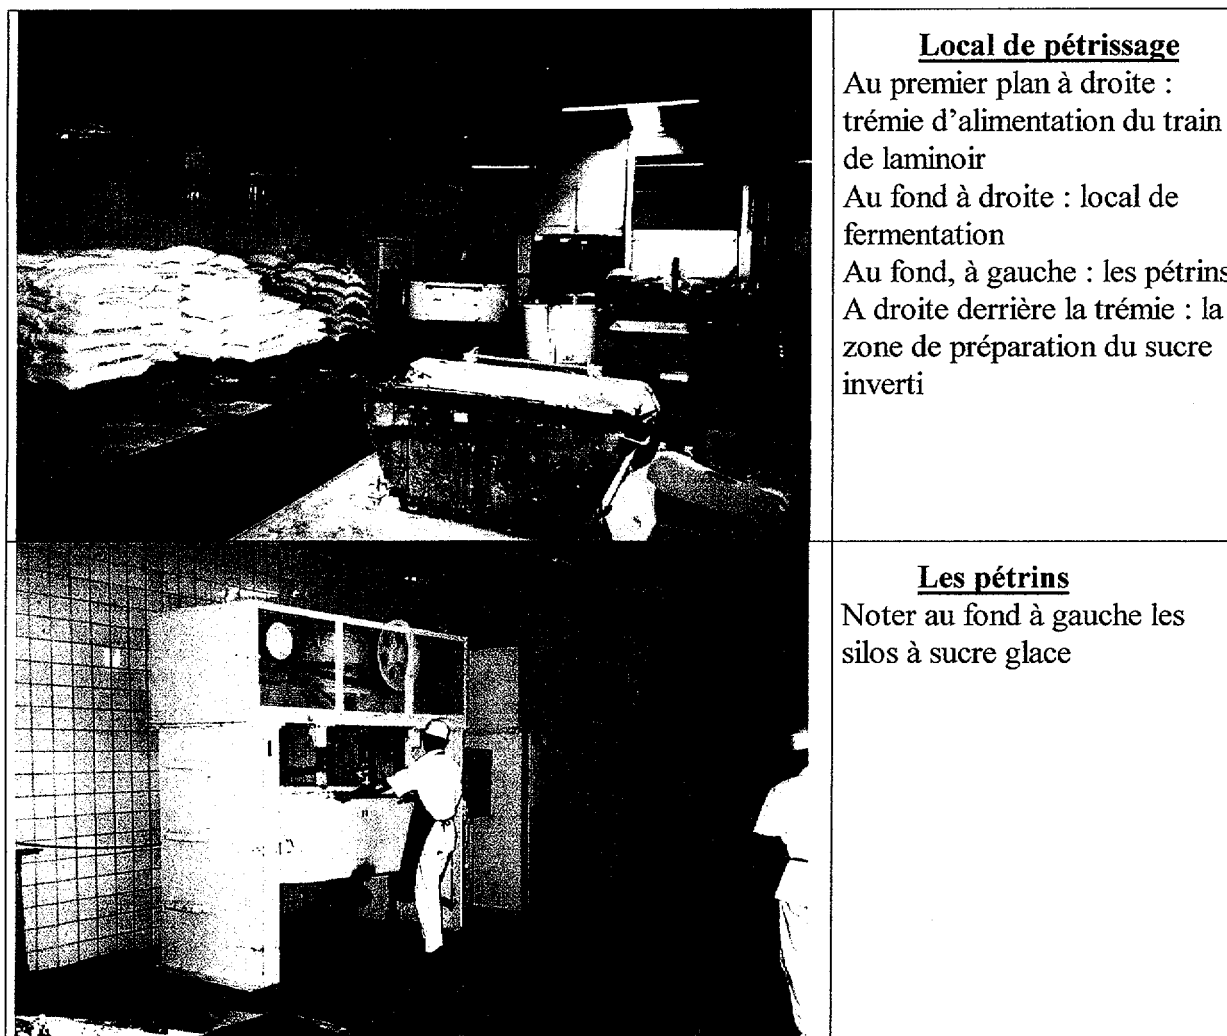 Local de pétrissage
Au premier plan à droite :
trémie d'alimentation du train
de laminoir
Au fond à droite : local de
fermentation
Au fond, à gauche : les pétrins
A droite derrière la trémie : la
zone de préparation du sucre
inverti
Les pétrins
Noter au fond à gauche les
silos à sucre glace